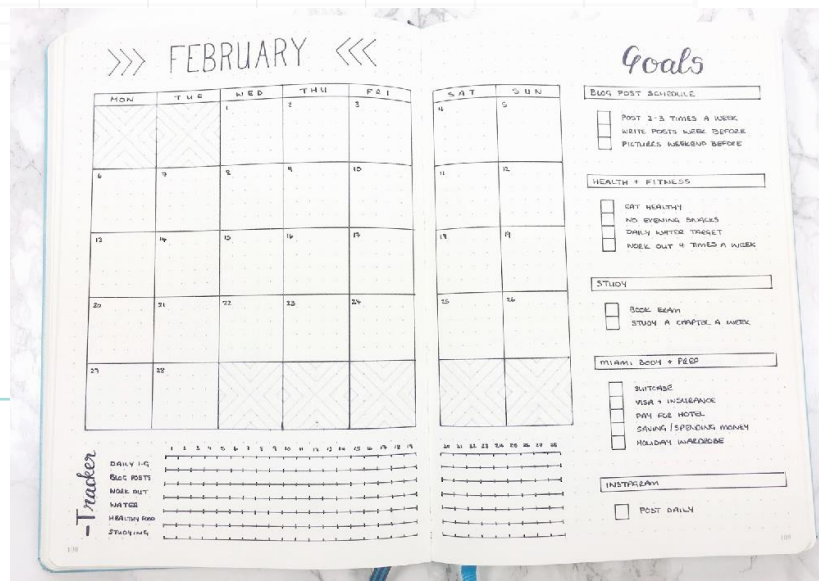 >>> FEBRUARY <<<
MON TUE WED THU FRI SAT SUN
1 2 3 4 5
6 7 8 9 10 11 12
13 14 15 16 17 18 19
20 21 22 23 24 25 26
27 28
Tracker
1 2 3 4 5 6 7 8 9 10 11 12 13 14 15 16 17 18 19 20 21 22 23 24 25 26 27 28
DAILY I.G
BLOG POSTS
WORK OUT
WATER
HEALTHY FOOD
STUDYING
108
Goals
BLOG POST SCHEDULE
POST 2-3 TIMES A WEEK
WRITE POSTS WEEK BEFORE
PICTURES WEEKEND BEFORE
HEALTH + FITNESS
EAT HEALTHY
NO EVENING SNACKS
DAILY WATER TARGET
WORK OUT 4 TIMES A WEEK
STUDY
BOOK EXAM
STUDY A CHAPTER A WEEK
MIAMI BODY + PREP
SUITCASE
VISA + INSURANCE
PAY FOR HOTEL
SAVING/SPENDING MONEY
HOLIDAY WARDROBE
INSTAGRAM
POST DAILY
109